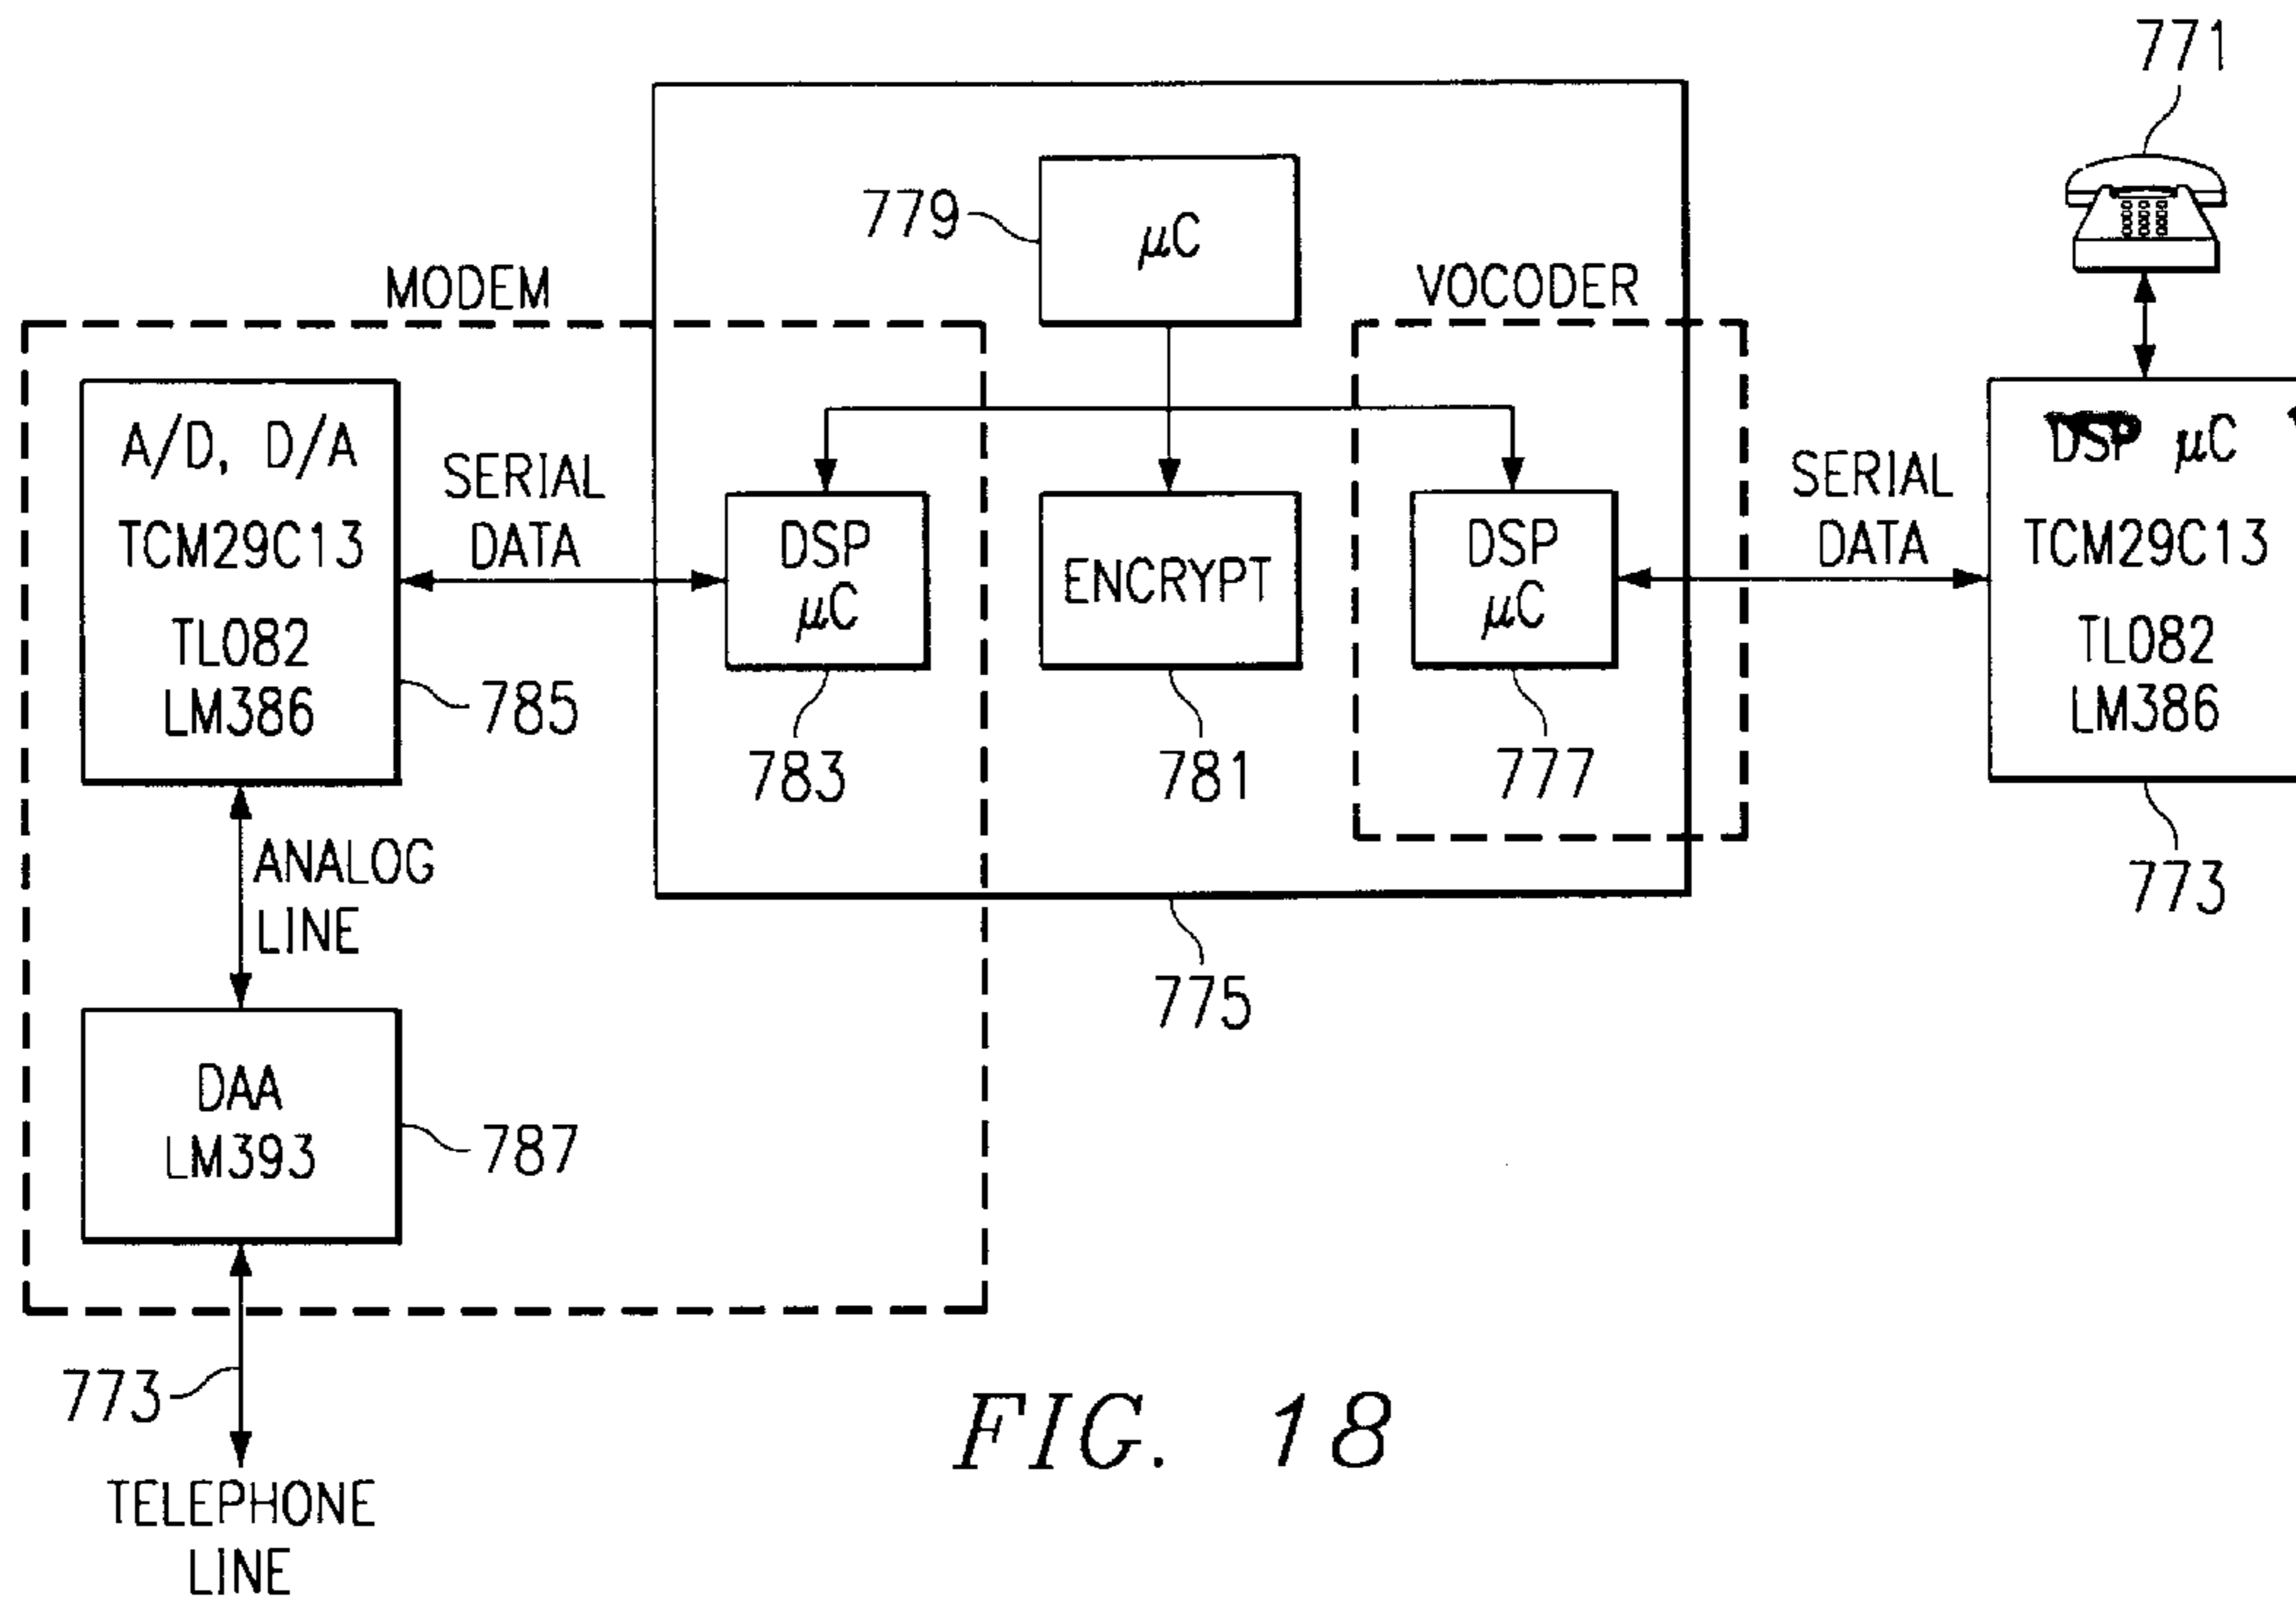 771
779
μC
MODEM
VOCODER
A/D, D/A
TCM29C13
TL082
LM386
785
SERIAL
DATA
DSP
μC
783
ENCRYPT
781
DSP
μC
777
SERIAL
DATA
DSP μC
TCM29C13
TL082
LM386
773
ANALOG
LINE
775
DAA
LM393
787
773
TELEPHONE
LINE
FIG. 18